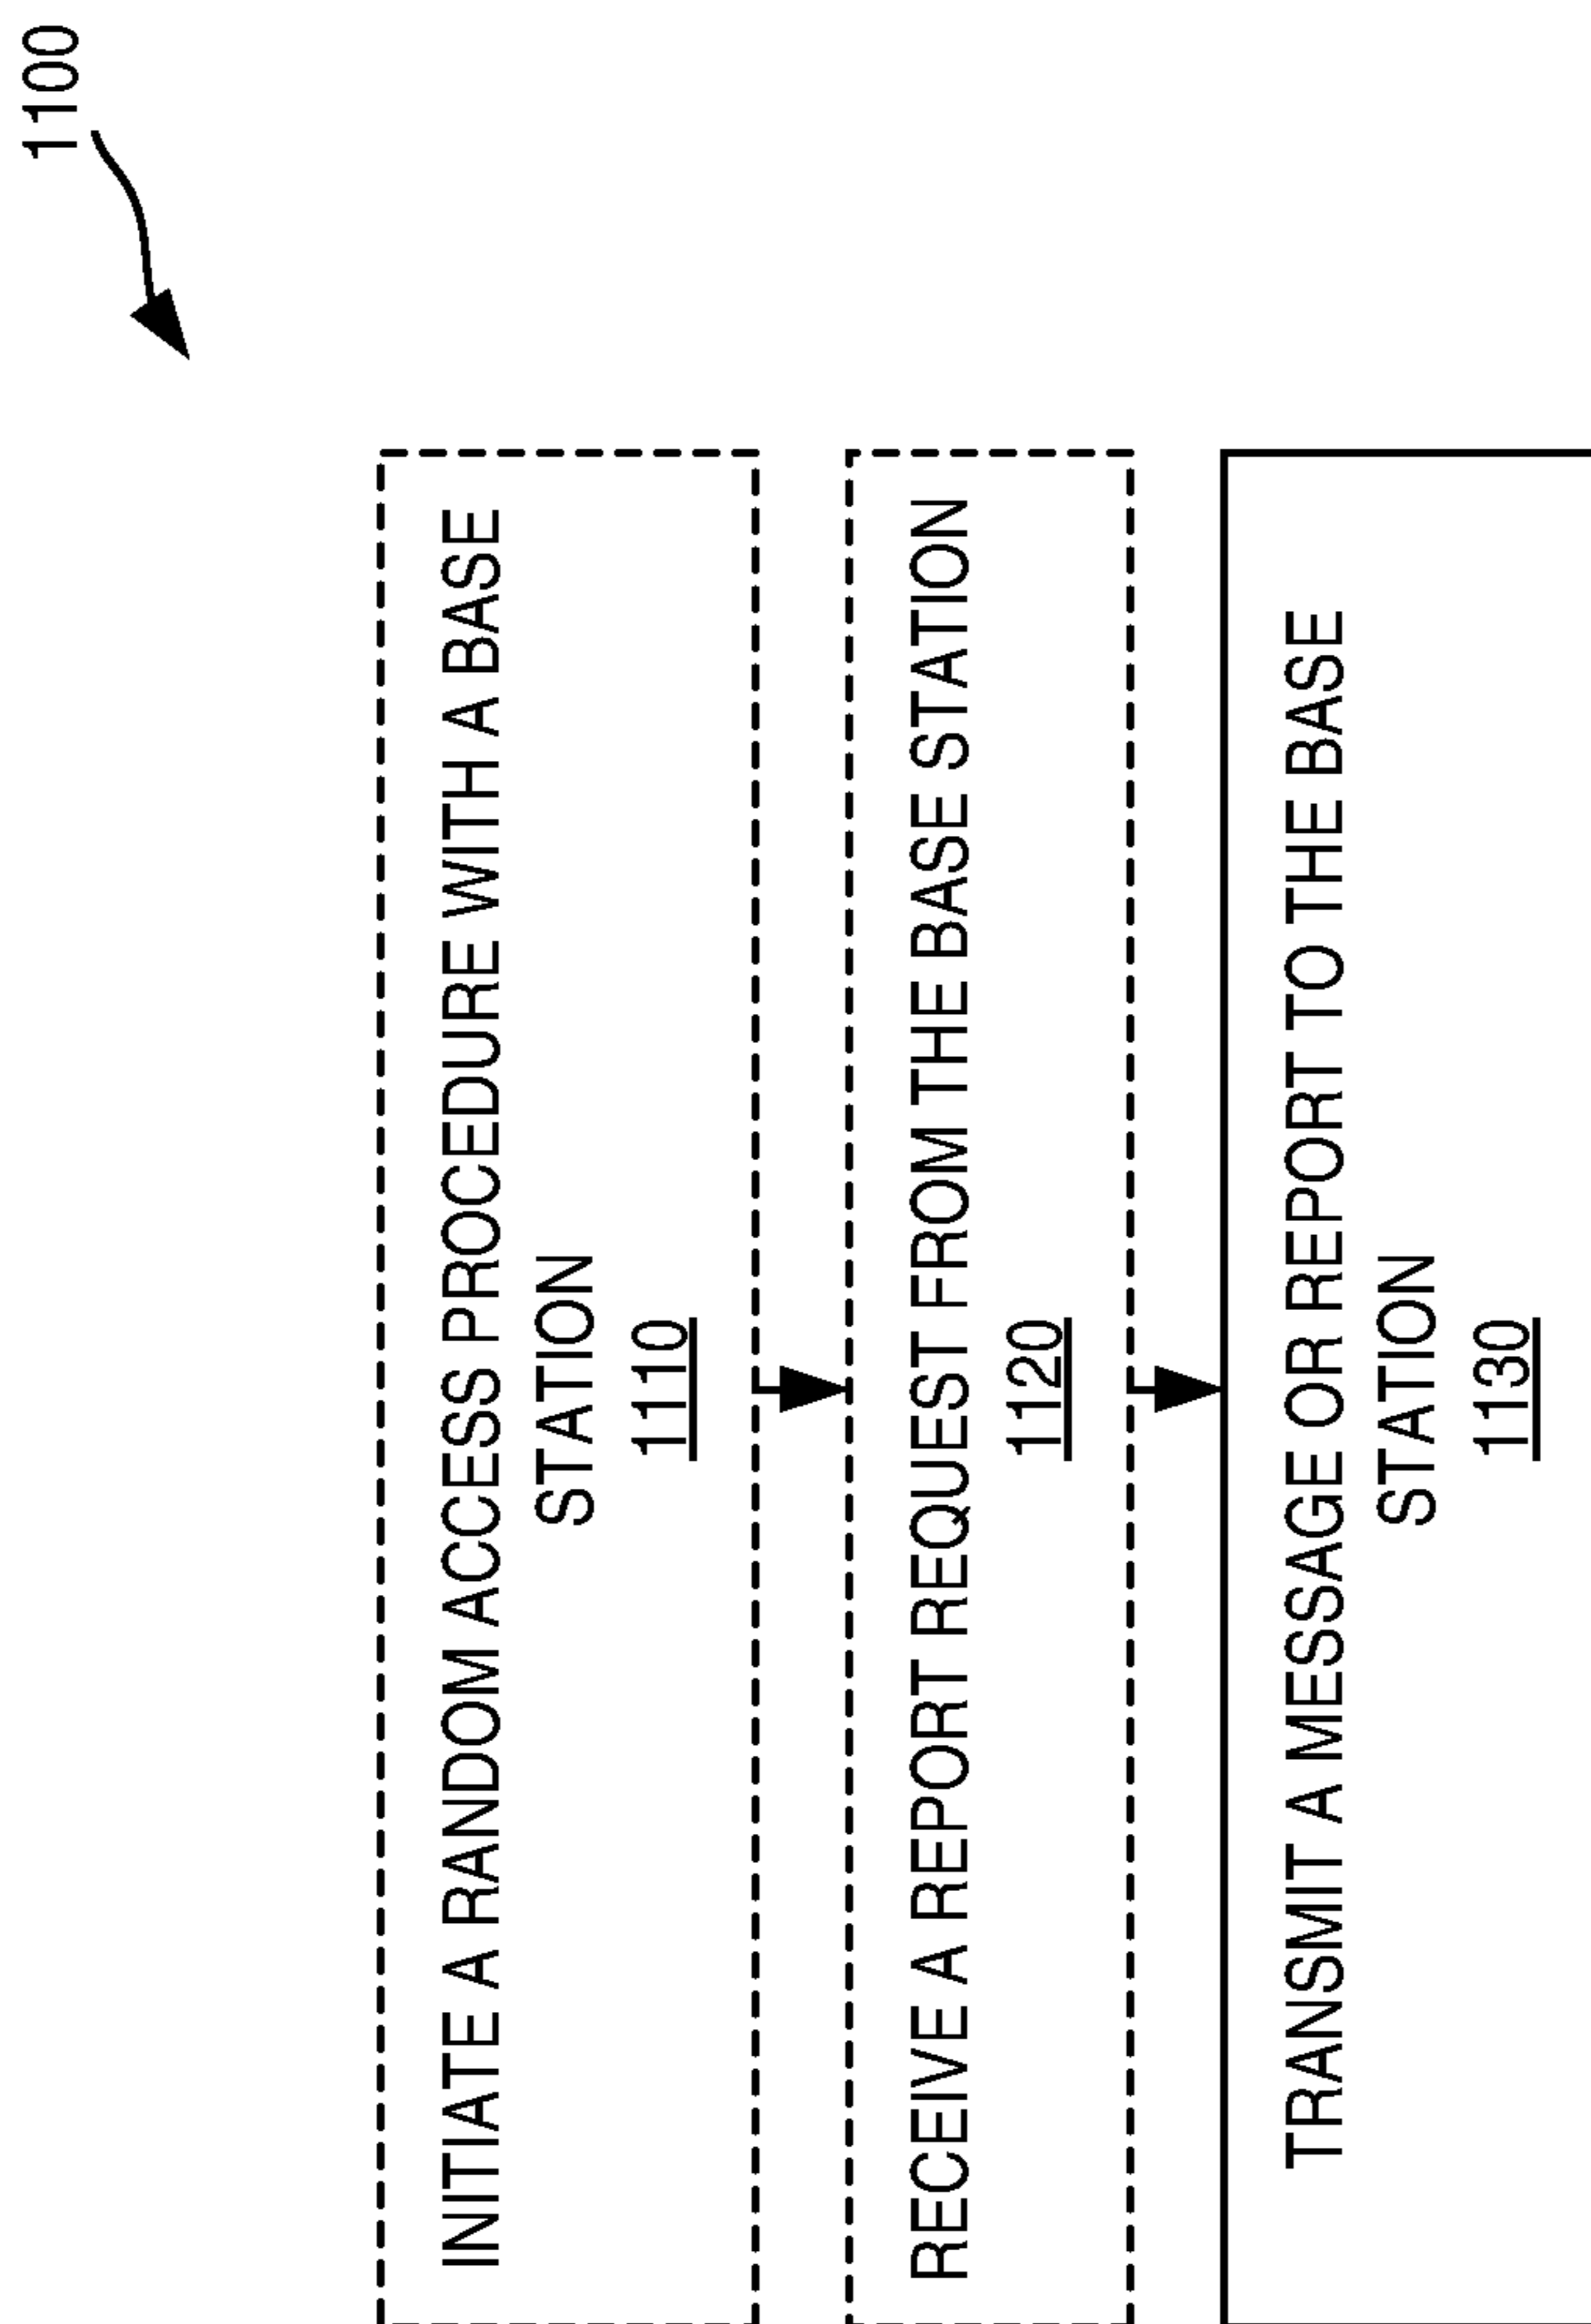 1100
INITIATE A RANDOM ACCESS PROCEDURE WITH A BASE
STATION
1110
RECEIVE A REPORT REQUEST FROM THE BASE STATION
1120
TRANSMIT A MESSAGE OR REPORT TO THE BASE
STATION
1130